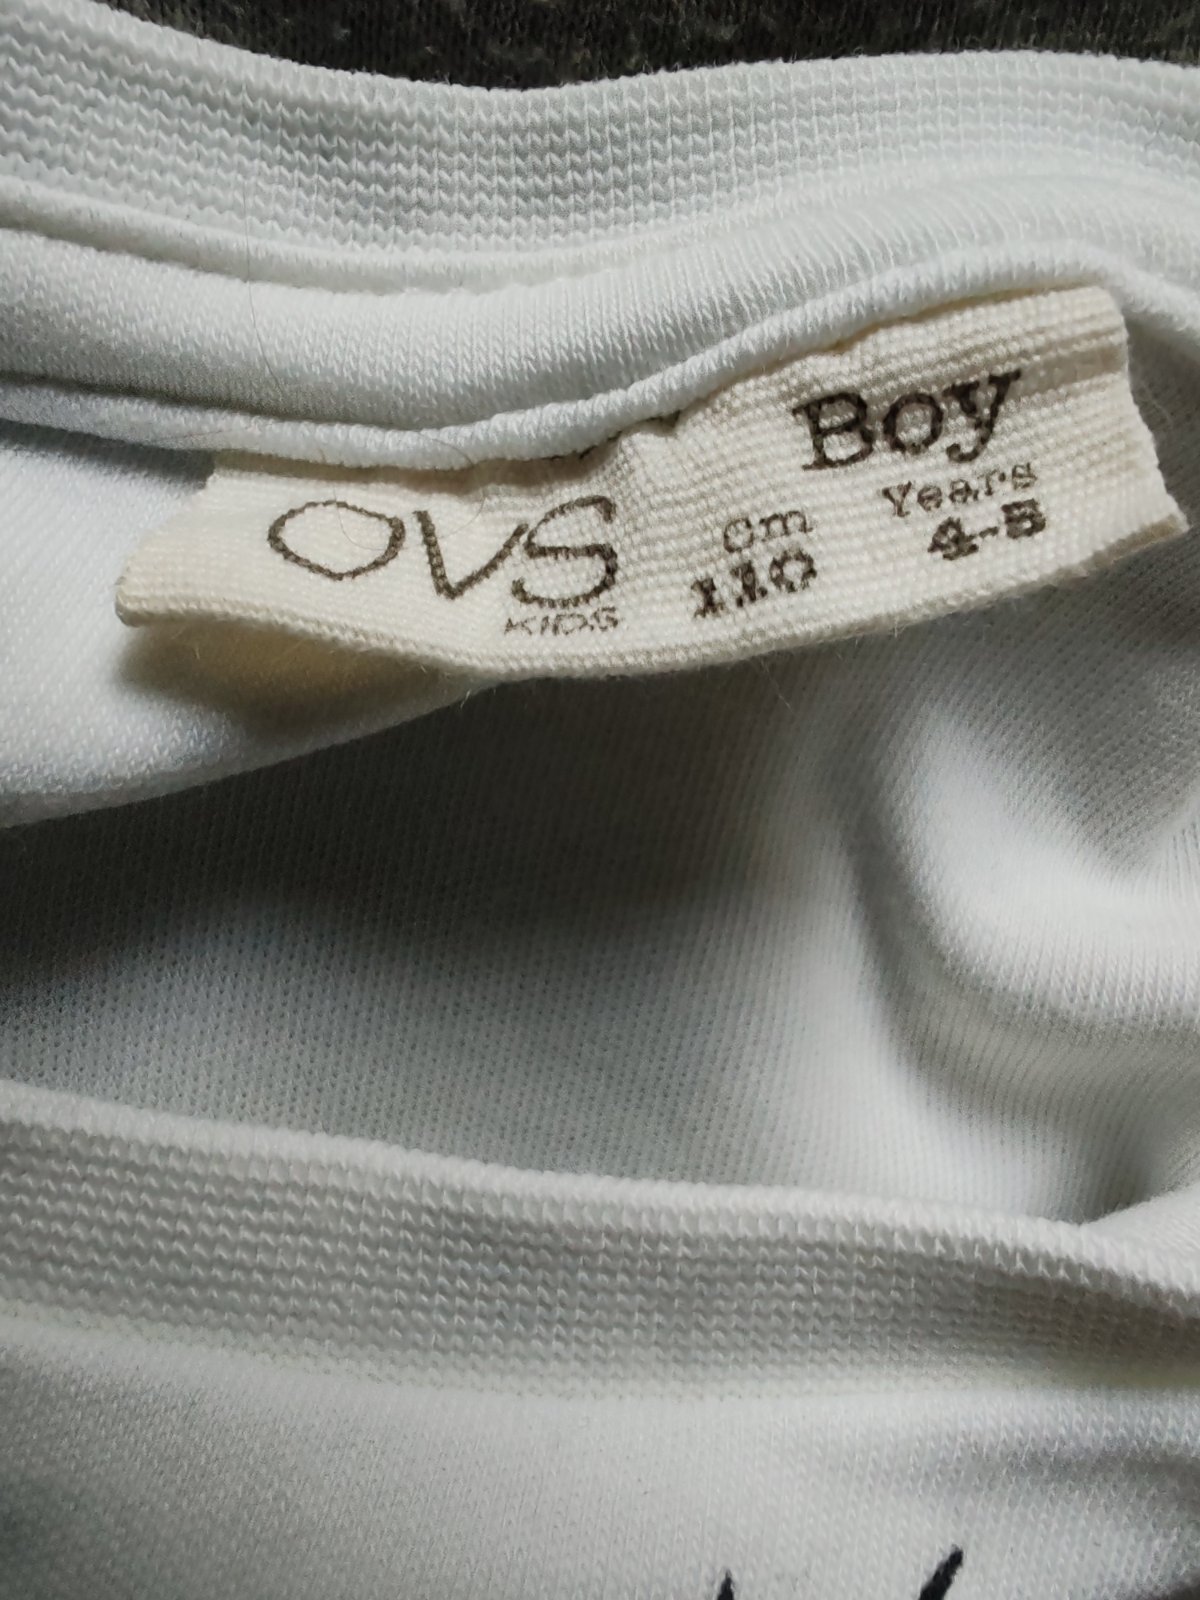 OVS
KIDS
cm
110
Boy
Years
4-5